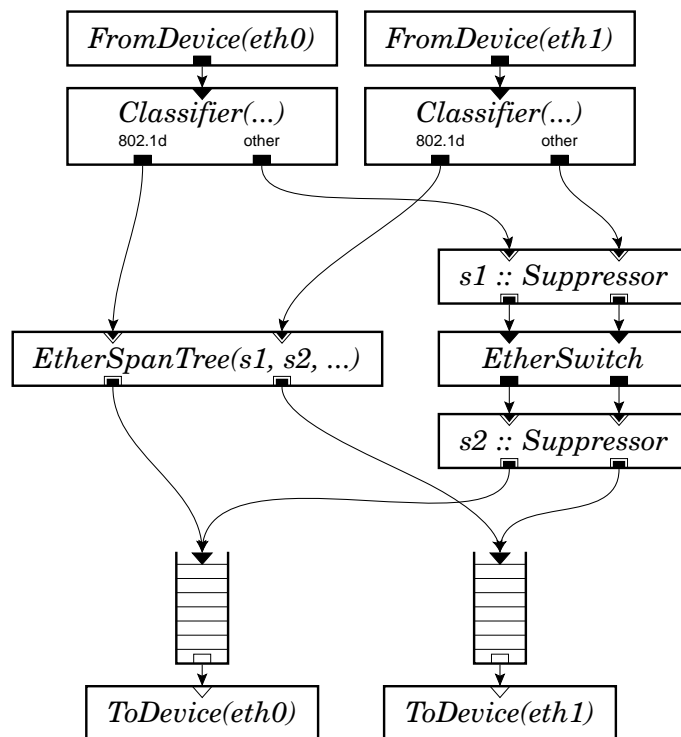 FromDevice(eth0) FromDevice(eth1)
Classifier(...) Classifier(...)
802.1d other 802.1d other
s1 :: Suppressor
EtherSpanTree(s1, s2, ...) EtherSwitch
s2 :: Suppressor
ToDevice(eth0) ToDevice(eth1)